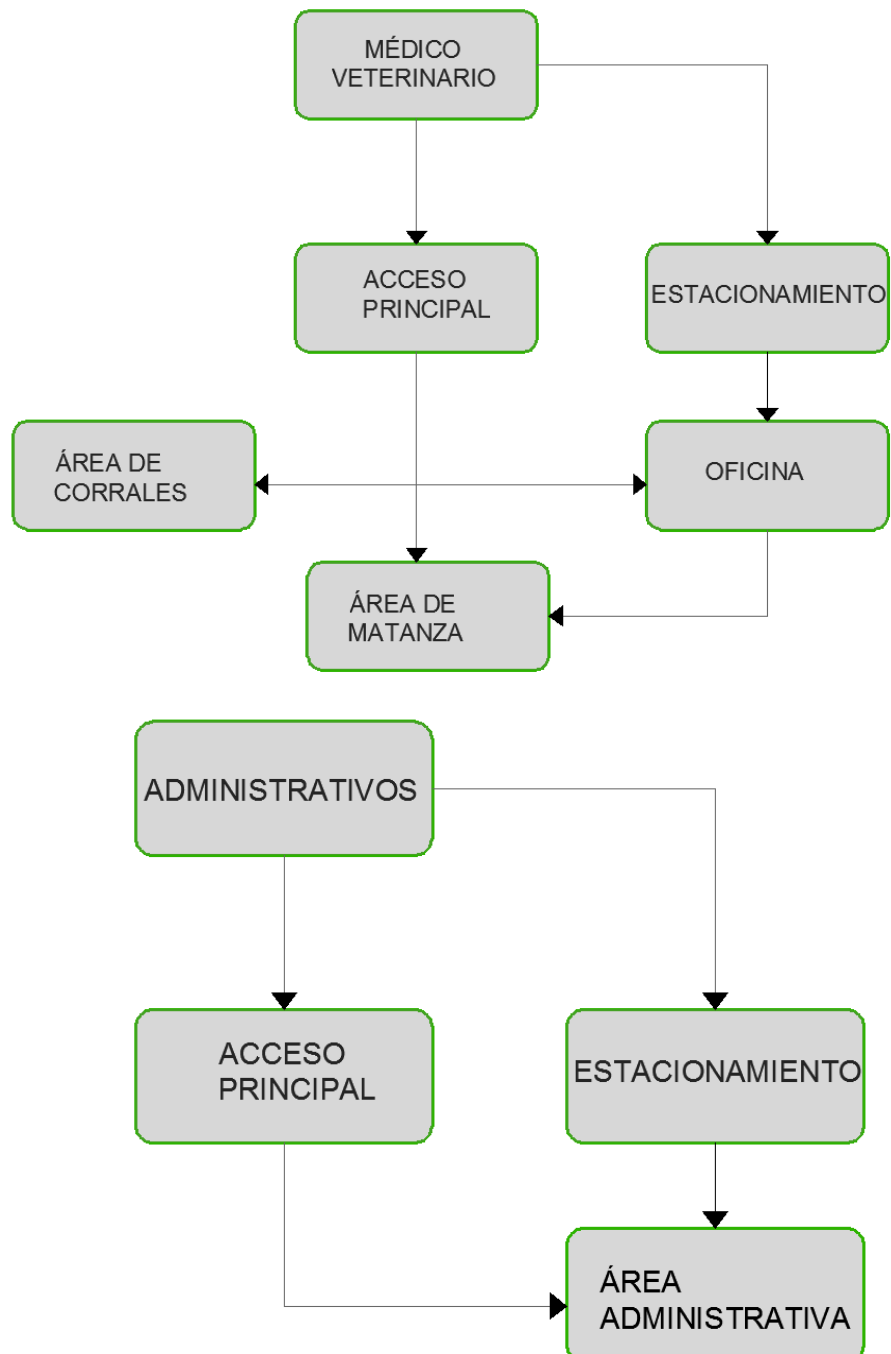 MÉDICO
VETERINARIO
ACCESO
PRINCIPAL
ESTACIONAMIENTO
ÁREA DE
CORRALES
OFICINA
ÁREA DE
MATANZA
ADMINISTRATIVOS
ACCESO
PRINCIPAL
ESTACIONAMIENTO
ÁREA
ADMINISTRATIVA